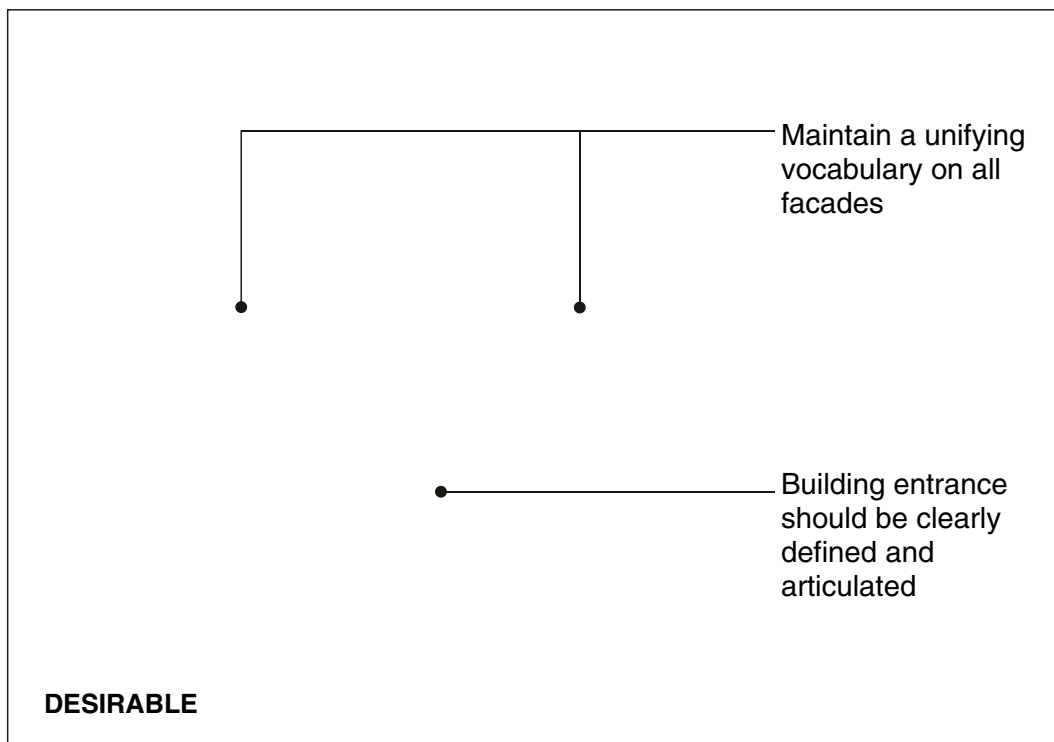 Maintain a unifying
vocabulary on all
facades
Building entrance
should be clearly
defined and
articulated
DESIRABLE